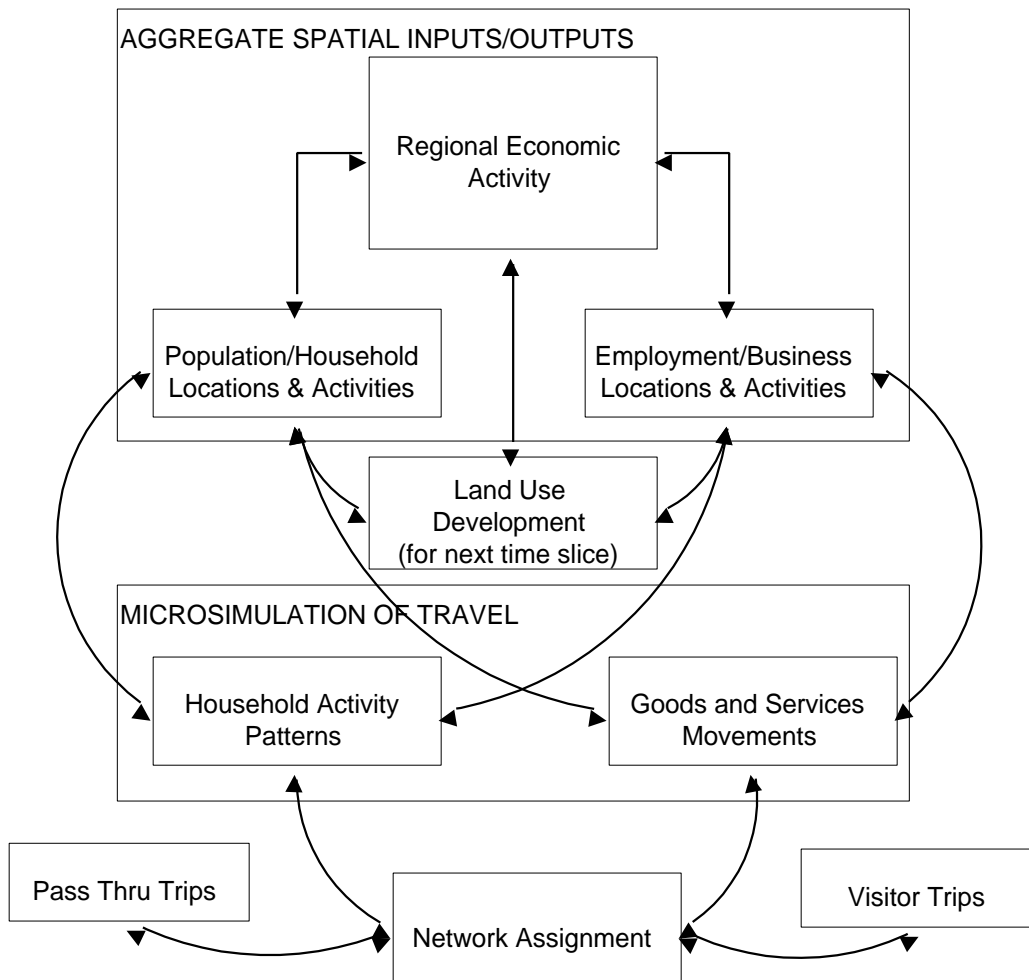 AGGREGATE SPATIAL INPUTS/OUTPUTS
Regional Economic
Activity
Population/Household
Locations & Activities
Employment/Business
Locations & Activities
Land Use
Development
(for next time slice)
MICROSIMULATION OF TRAVEL
Household Activity
Patterns
Goods and Services
Movements
Pass Thru Trips
Network Assignment
Visitor Trips